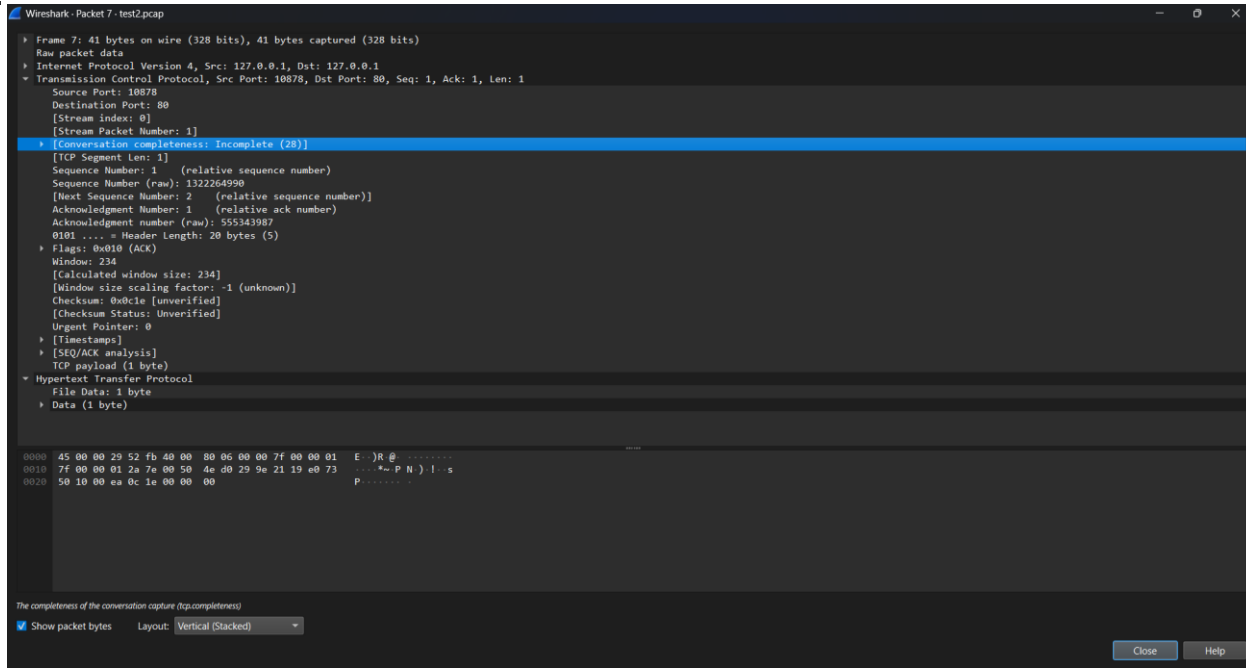 Wireshark · Packet 7 · test2.pcap
Frame 7: 41 bytes on wire (328 bits), 41 bytes captured (328 bits)
Raw packet data
Internet Protocol Version 4, Src: 127.0.0.1, Dst: 127.0.0.1
Transmission Control Protocol, Src Port: 10878, Dst Port: 80, Seq: 1, Ack: 1, Len: 1
Source Port: 10878
Destination Port: 80
[Stream index: 0]
[Stream Packet Number: 1]
[Conversation completeness: Incomplete (28)]
[TCP Segment Len: 1]
Sequence Number: 1 (relative sequence number)
Sequence Number (raw): 1322264990
[Next Sequence Number: 2 (relative sequence number)]
Acknowledgment Number: 1 (relative ack number)
Acknowledgment number (raw): 555343987
0101 .... = Header Length: 20 bytes (5)
Flags: 0x010 (ACK)
Window: 234
[Calculated window size: 234]
[Window size scaling factor: -1 (unknown)]
Checksum: 0x0c1e [unverified]
[Checksum Status: Unverified]
Urgent Pointer: 0
[Timestamps]
[SEQ/ACK analysis]
TCP payload (1 byte)
Hypertext Transfer Protocol
File Data: 1 byte
Data (1 byte)
0000 45 00 00 29 52 fb 40 00 80 06 00 00 7f 00 00 01 E··)R·@· ········
0010 7f 00 00 01 2a 7e 00 50 4e d0 29 9e 21 19 e0 73 ····*~·P N·)·!··s
0020 50 10 00 ea 0c 1e 00 00 00 P······· ·
The completeness of the conversation capture (tcp.completeness)
Show packet bytes Layout: Vertical (Stacked)
Close Help